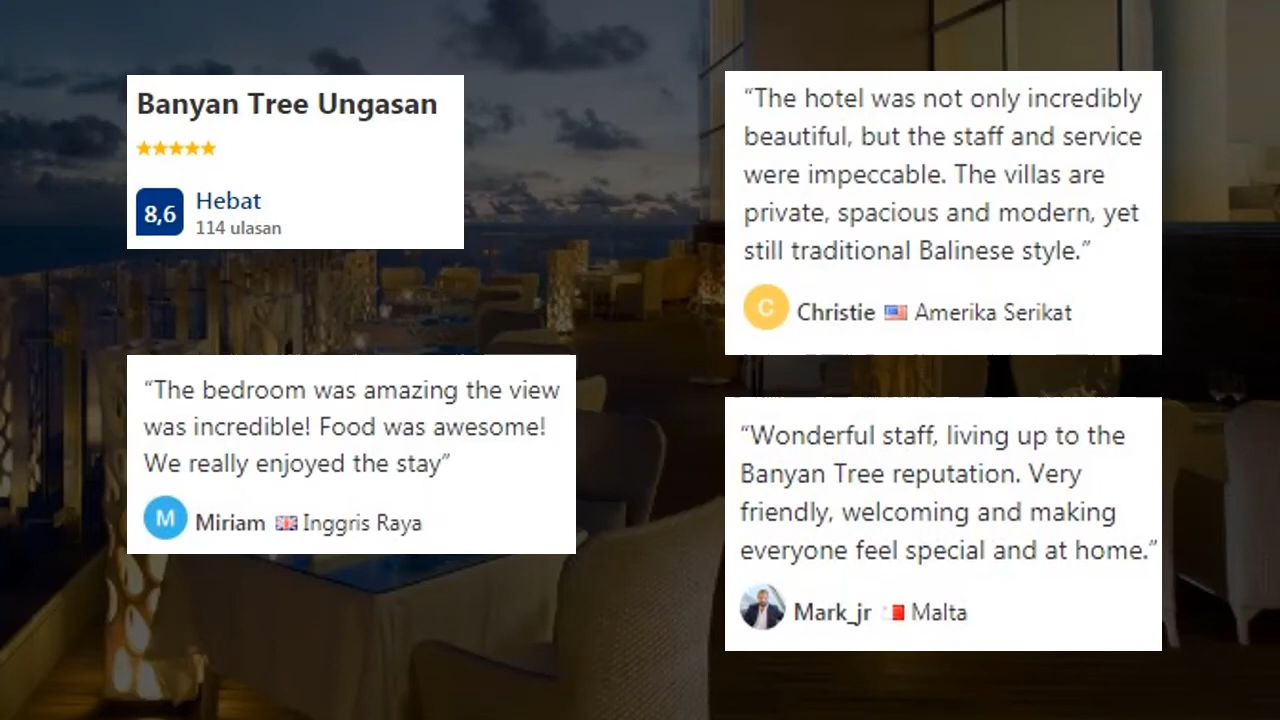 Banyan Tree Ungasan
8,6
Hebat
114 ulasan
“The bedroom was amazing the view
was incredible! Food was awesome!
We really enjoyed the stay”
M
Miriam Inggris Raya
“The hotel was not only incredibly
beautiful, but the staff and service
were impeccable. The villas are
private, spacious and modern, yet
still traditional Balinese style.”
C
Christie Amerika Serikat
“Wonderful staff, living up to the
Banyan Tree reputation. Very
friendly, welcoming and making
everyone feel special and at home.”
Mark_jr Malta